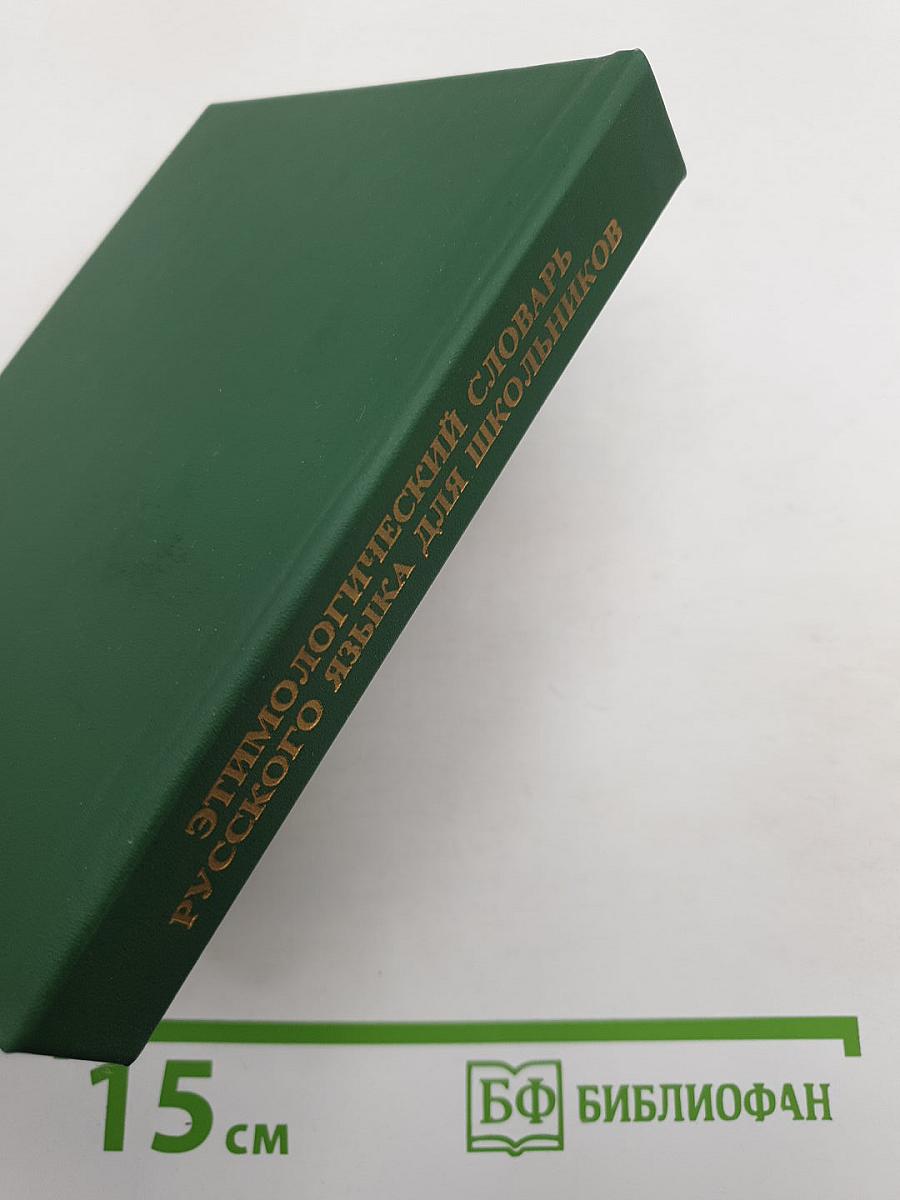 ЭТИМОЛОГИЧЕСКИЙ СЛОВАРЬ
РУССКОГО ЯЗЫКА ДЛЯ ШКОЛЬНИКОВ
15 см
БФ БИБЛИОФАН